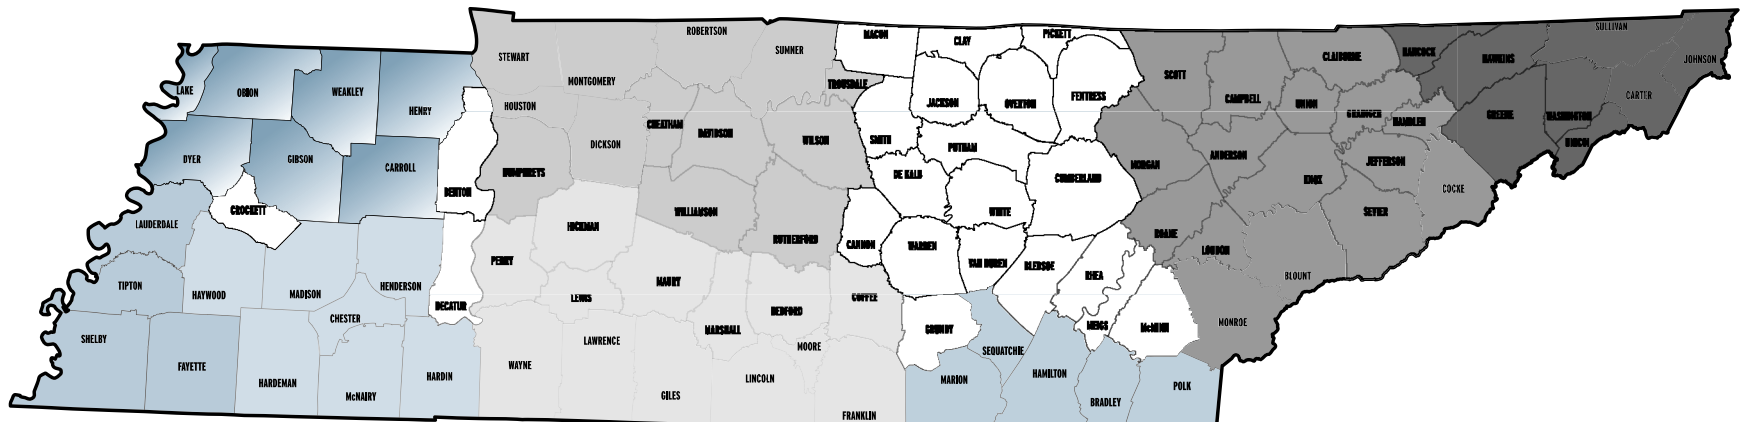 STEWART
ROBERTSON
SUMNER
MACON
CLAY
PICKETT
CLAIBORNE
HANCOCK
HAWKINS
SULLIVAN
JOHNSON
LAKE
OBION
WEAKLEY
HENRY
MONTGOMERY
HOUSTON
TROUSDALE
JACKSON
OVERTON
FENTRESS
SCOTT
CAMPBELL
UNION
GRAINGER
HAMBLEN
GREENE
WASHINGTON
CARTER
UNICOI
DYER
GIBSON
CARROLL
BENTON
HUMPHREYS
DICKSON
CHEATHAM
DAVIDSON
WILSON
SMITH
PUTNAM
DE KALB
WHITE
CUMBERLAND
MORGAN
ANDERSON
KNOX
JEFFERSON
COCKE
SEVIER
LAUDERDALE
CROCKETT
HICKMAN
WILLIAMSON
RUTHERFORD
CANNON
WARREN
VAN BUREN
BLEDSOE
RHEA
ROANE
LOUDON
BLOUNT
TIPTON
HAYWOOD
MADISON
HENDERSON
DECATUR
PERRY
LEWIS
MAURY
BEDFORD
COFFEE
MARSHALL
GRUNDY
MEIGS
McMINN
MONROE
SHELBY
FAYETTE
HARDEMAN
CHESTER
McNAIRY
HARDIN
WAYNE
LAWRENCE
GILES
LINCOLN
MOORE
FRANKLIN
MARION
SEQUATCHIE
HAMILTON
BRADLEY
POLK